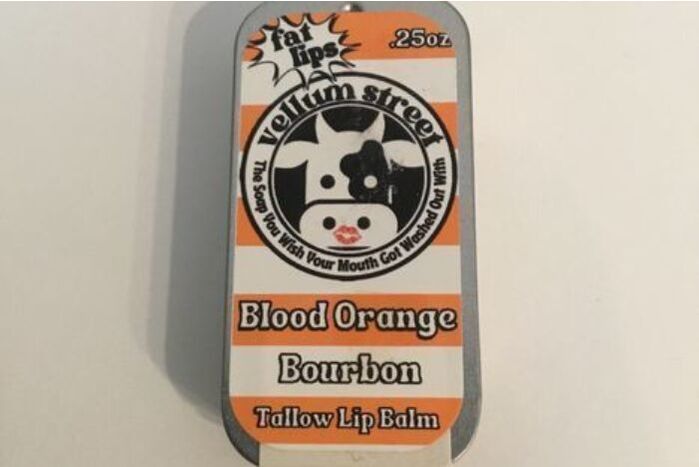 fat
lips
.25oz
vellum street
The Soap You Wish Your Mouth Got Washed Out With
Blood Orange
Bourbon
Tallow Lip Balm